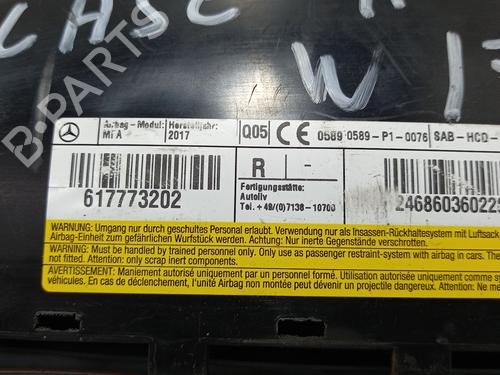 CLASC
W 17
Airbag - Modul:
MFA
Herstelljahr:
2017
Q05
CE
0589
0589-P1-0076
SAB-HCD-
R
-
Fertigungsstätte:
Autoliv
Tel. +49/(0)7138-10700
617773202
246860360225
WARNUNG: Umgang nur durch geschultes Personal erlaubt. Verwendung nur als Insassen-Rückhaltesystem mit Luftsack
Airbag-Einheit zum gefährlichen Wurfstück werden. Achtung: Nur inerte Gegenstände verschrotten.
WARNING: Must be handled by trained personnel only. Only use as passenger restraint-system with airbag in cars. The
not fitted. Attention: only scrap inert components.
AVERTISSEMENT: Maniement autorisé uniquement par un personnel formé. Utilisation autorisé uniquement comme sy
véhicules. En cas de déclenchement, l'unité Airbag non montée peut devenir un projectile dangereux. Attention: